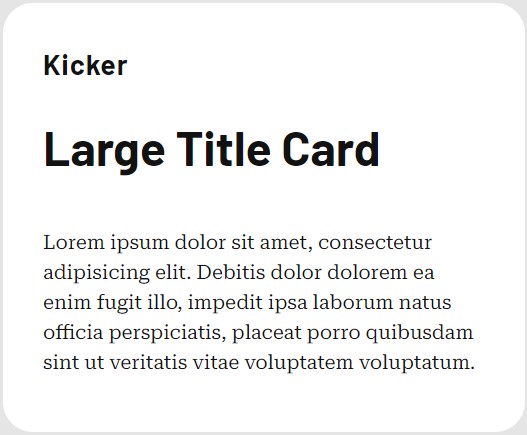 Kicker
Large Title Card
Lorem ipsum dolor sit amet, consectetur
adipisicing elit. Debitis dolor dolorem ea
enim fugit illo, impedit ipsa laborum natus
officia perspiciatis, placeat porro quibusdam
sint ut veritatis vitae voluptatem voluptatum.